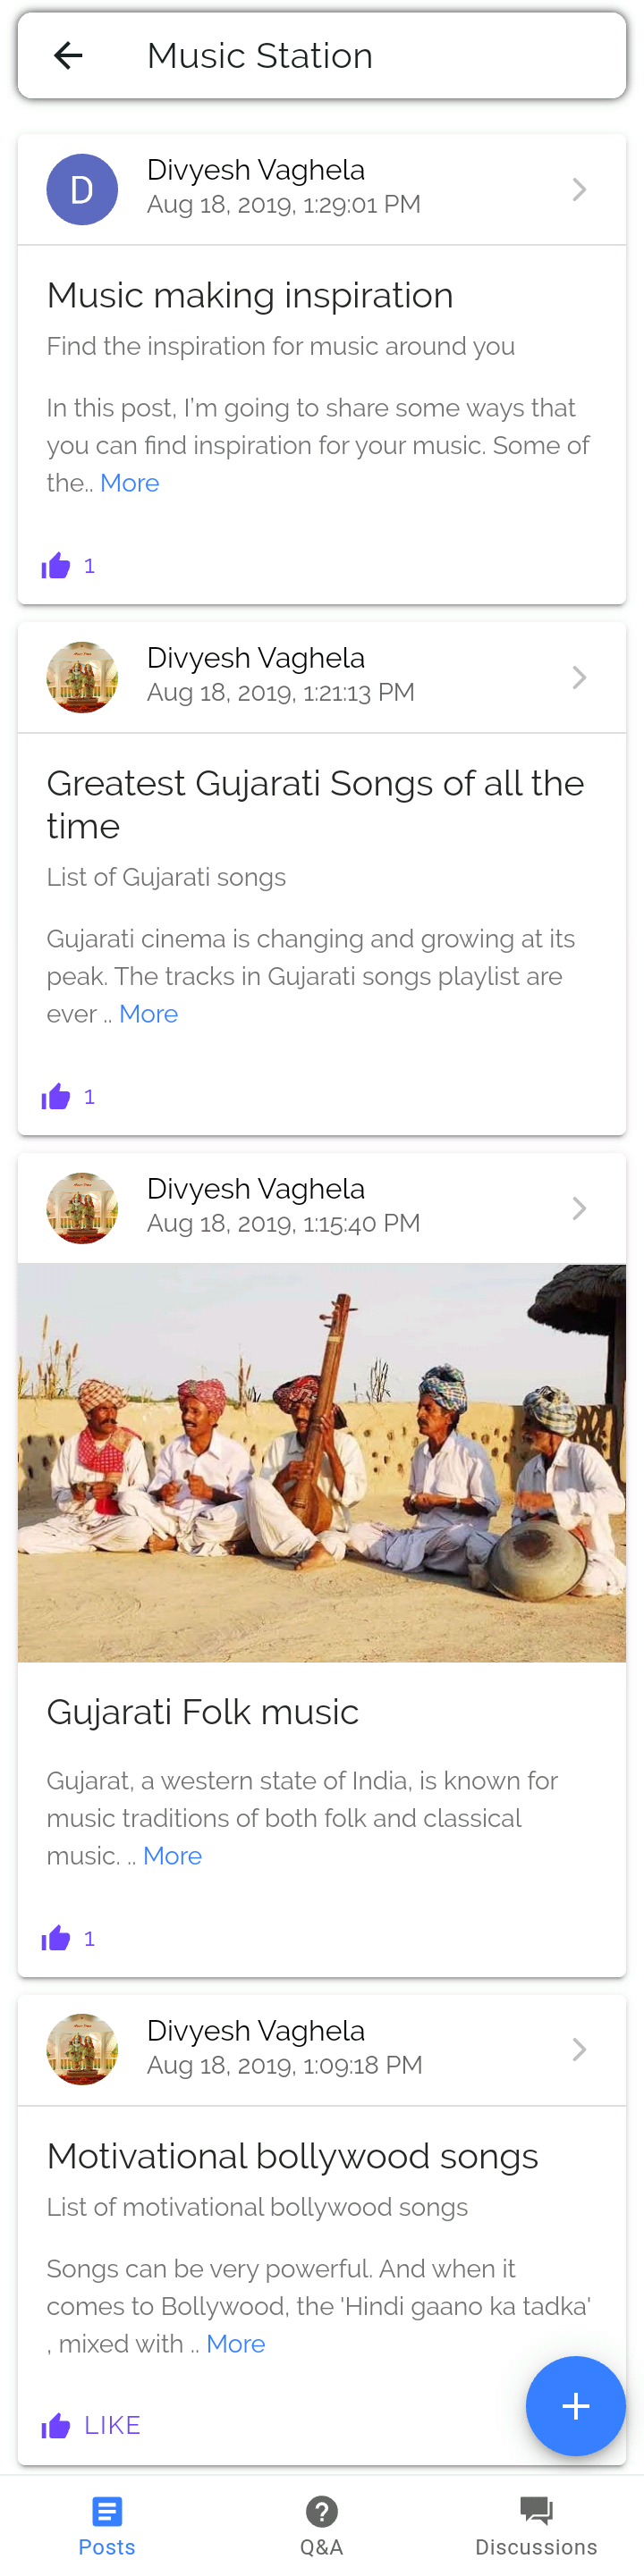 Music Station
D
Divyesh Vaghela
Aug 18, 2019, 1:29:01 PM
Music making inspiration
Find the inspiration for music around you
In this post, I'm going to share some ways that
you can find inspiration for your music. Some of
the.. More
1
Divyesh Vaghela
Aug 18, 2019, 1:21:13 PM
Greatest Gujarati Songs of all the
time
List of Gujarati songs
Gujarati cinema is changing and growing at its
peak. The tracks in Gujarati songs playlist are
ever .. More
1
Divyesh Vaghela
Aug 18, 2019, 1:15:40 PM
Gujarati Folk music
Gujarat, a western state of India, is known for
music traditions of both folk and classical
music. .. More
1
Divyesh Vaghela
Aug 18, 2019, 1:09:18 PM
Motivational bollywood songs
List of motivational bollywood songs
Songs can be very powerful. And when it
comes to Bollywood, the 'Hindi gaano ka tadka'
, mixed with .. More
LIKE
Posts
Q&A
Discussions